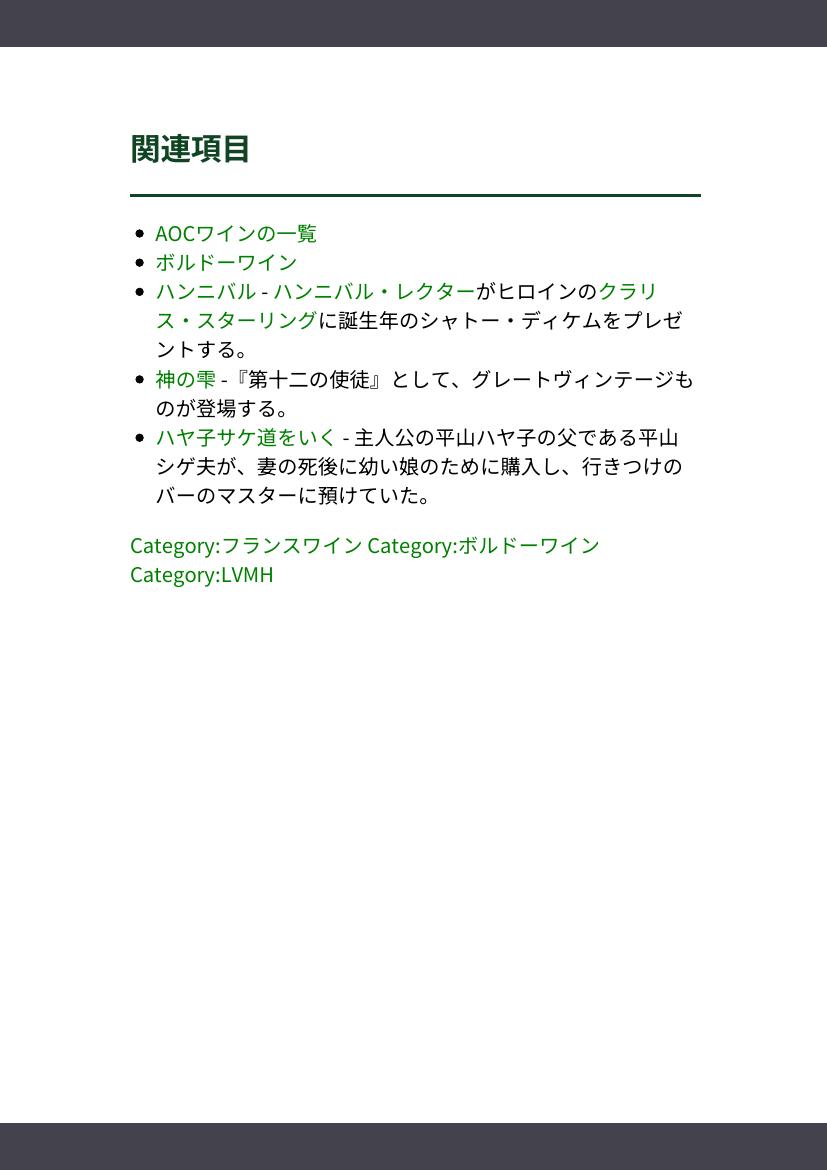 関連項目
AOCワインの一覧
ボルドーワイン
ハンニバル - ハンニバル・レクターがヒロインのクラリ
ス・スターリングに誕生年のシャトー・ディケムをプレゼ
ントする。
神の雫 -『第十二の使徒』として、グレートヴィンテージも
のが登場する。
ハヤ子サケ道をいく - 主人公の平山ハヤ子の父である平山
シゲ夫が、妻の死後に幼い娘のために購入し、行きつけの
バーのマスターに預けていた。
Category:フランスワイン Category:ボルドーワイン
Category:LVMH